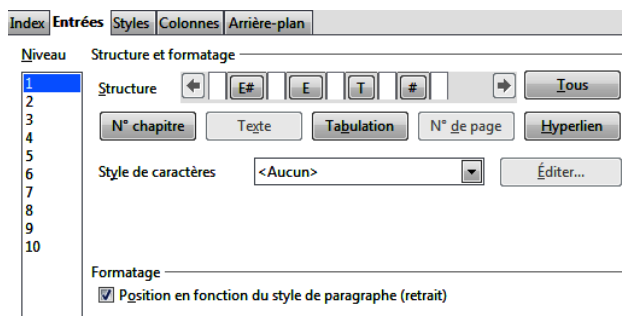 Index Entrées Styles Colonnes Arrière-plan
Niveau Structure et formatage
1
2
3
4
5
6
7
8
9
10
Structure E# E T # Tous
N° chapitre Texte Tabulation N° de page Hyperlien
Style de caractères <Aucun> Éditer...
Formatage
Position en fonction du style de paragraphe (retrait)